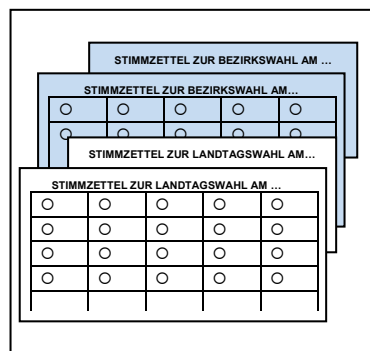 STIMMZETTEL ZUR BEZIRKSWAHL AM ...
STIMMZETTEL ZUR BEZIRKSWAHL AM...
STIMMZETTEL ZUR LANDTAGSWAHL AM...
STIMMZETTEL ZUR LANDTAGSWAHL AM ...